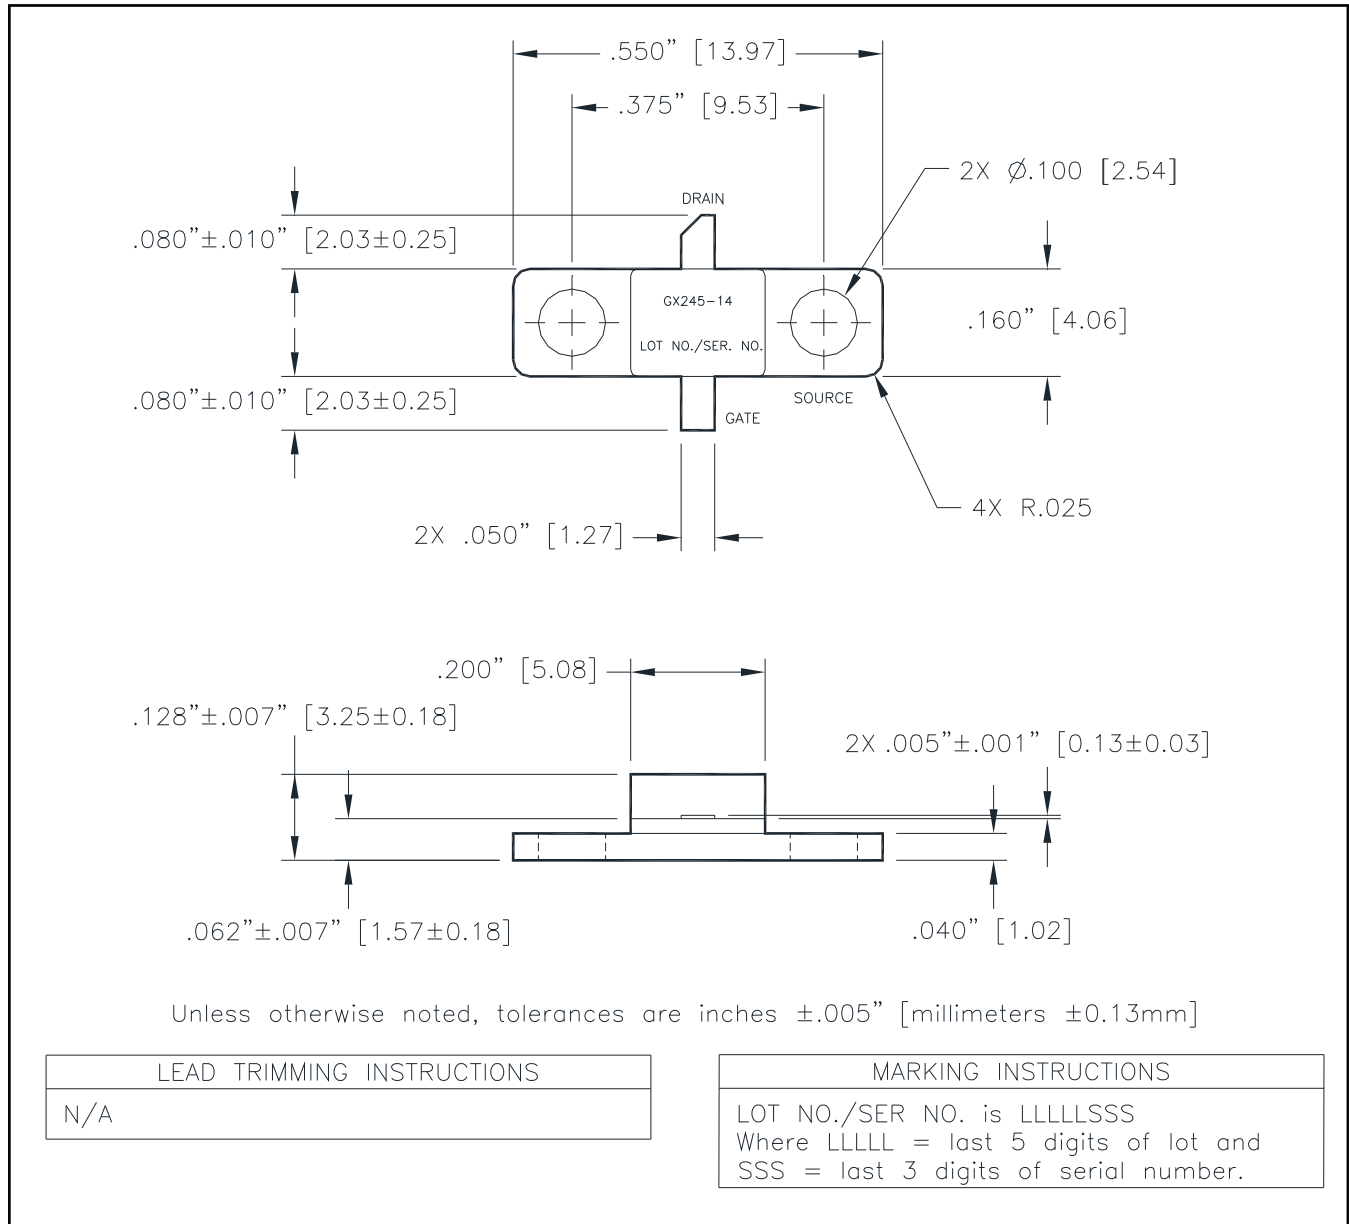 .550” [13.97]
.375” [9.53]
2X Ø.100 [2.54]
DRAIN
.080”±.010” [2.03±0.25]
GX245-14
.160” [4.06]
LOT NO./SER. NO.
.080”±.010” [2.03±0.25]
SOURCE
GATE
4X R.025
2X .050” [1.27]
.200” [5.08]
.128”±.007” [3.25±0.18]
2X .005”±.001” [0.13±0.03]
.062”±.007” [1.57±0.18]
.040” [1.02]
Unless otherwise noted, tolerances are inches ±.005” [millimeters ±0.13mm]
LEAD TRIMMING INSTRUCTIONS
N/A
MARKING INSTRUCTIONS
LOT NO./SER NO. is LLLLLSSS
Where LLLLL = last 5 digits of lot and
SSS = last 3 digits of serial number.